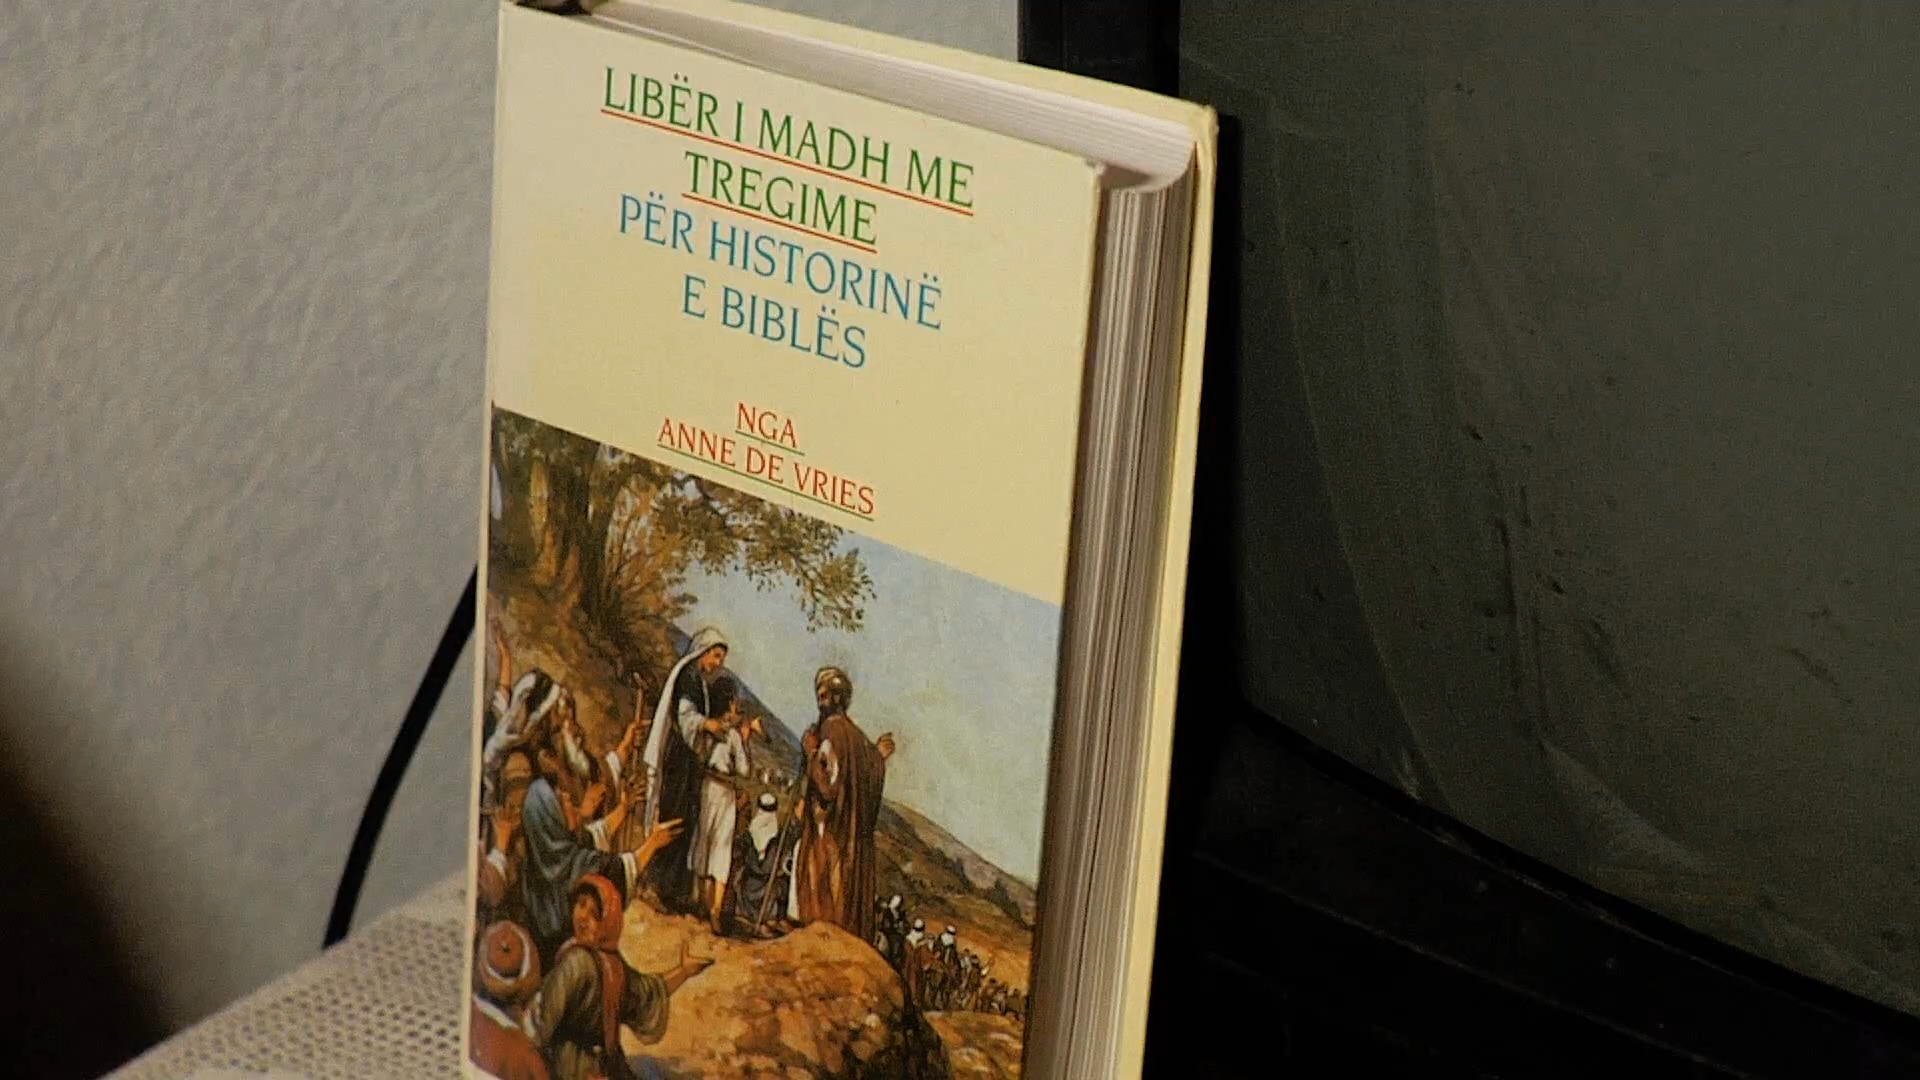 LIBËR I MADH ME
TREGIME
PËR HISTORINË
E BIBLËS
NGA
ANNE DE VRIES